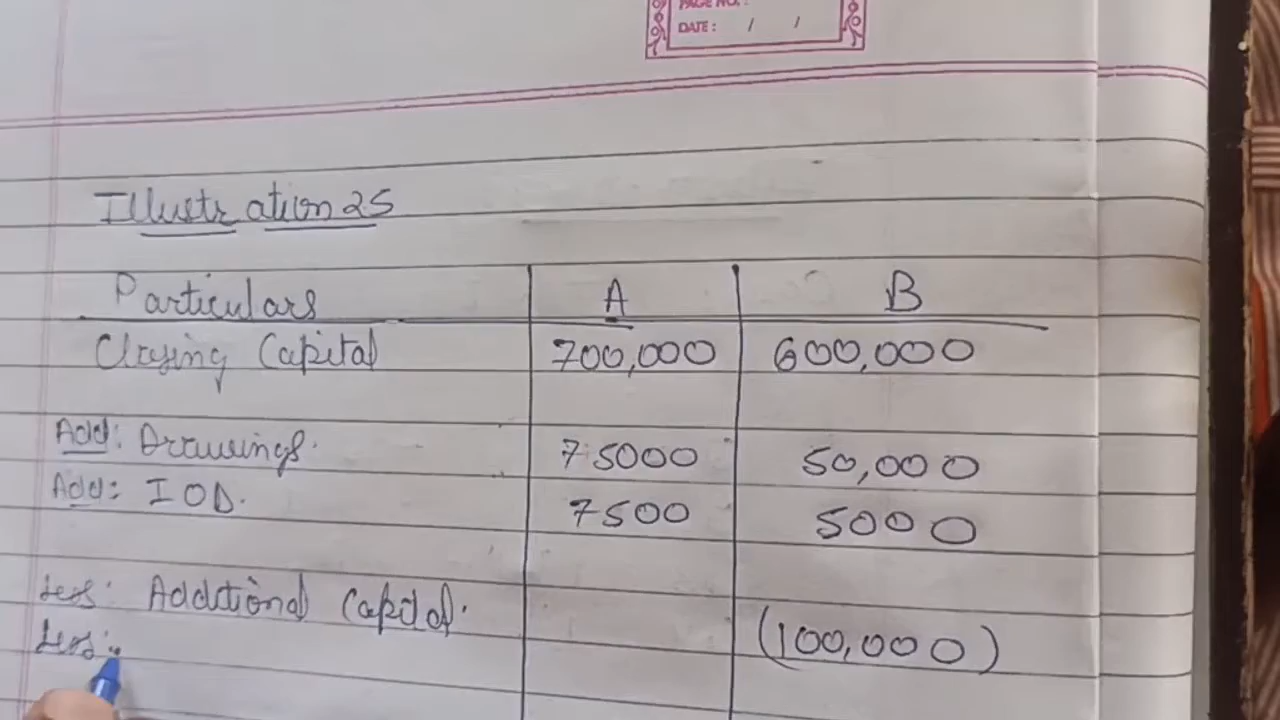 PAGE NO. :
DATE : / /
Illustration 25
Particulars A B
Closing Capital 700,000 600,000
Add: Drawings. 75000 50,000
Add: IOD. 7500 5000
Less: Additional Capital. (100,000)
Less: